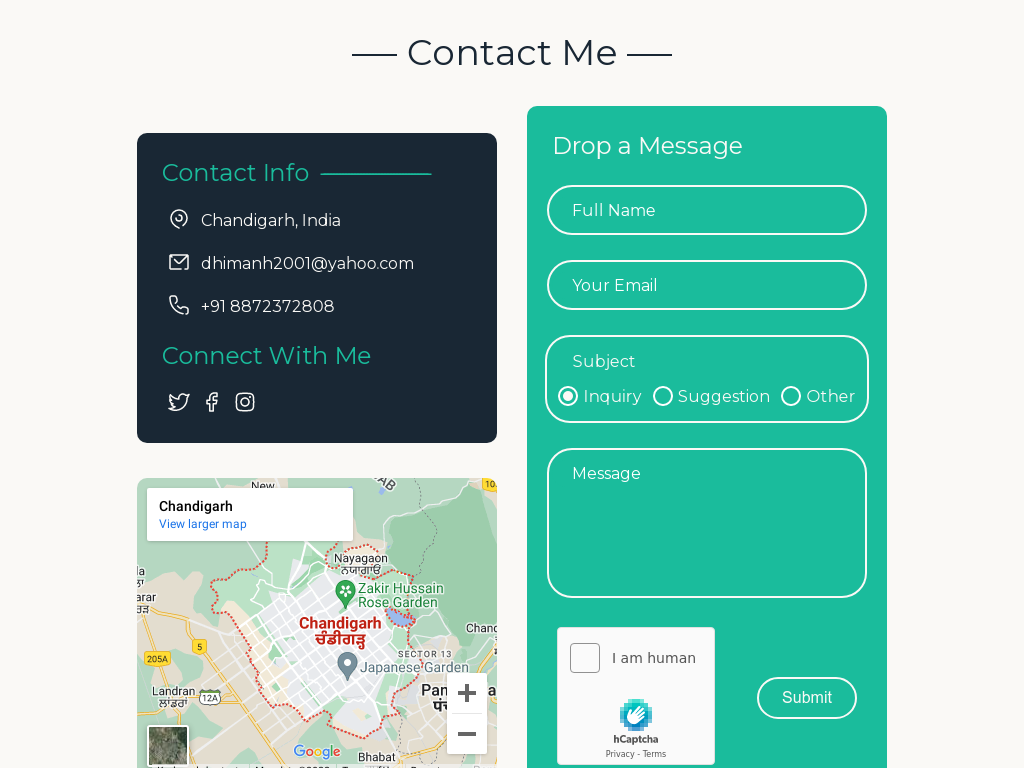 Contact Me
Contact Info
Chandigarh, India
dhimanh2001@yahoo.com
+91 8872372808
Connect With Me
Drop a Message
Full Name
Your Email
Subject
Inquiry
Suggestion
Other
Message
I am human
hCaptcha
Privacy - Terms
Submit
New
Chandigarh
View larger map
Nayagaon
ਨਯਾਗਾਓਂ
Zakir Hussain
Rose Garden
Chandigarh
ਚੰਡੀਗੜ੍ਹ
SECTOR 13
Japanese Garden
5
205A
Landran
ਲਾਂਡਰਾਂ
12A
Google
Bhabat